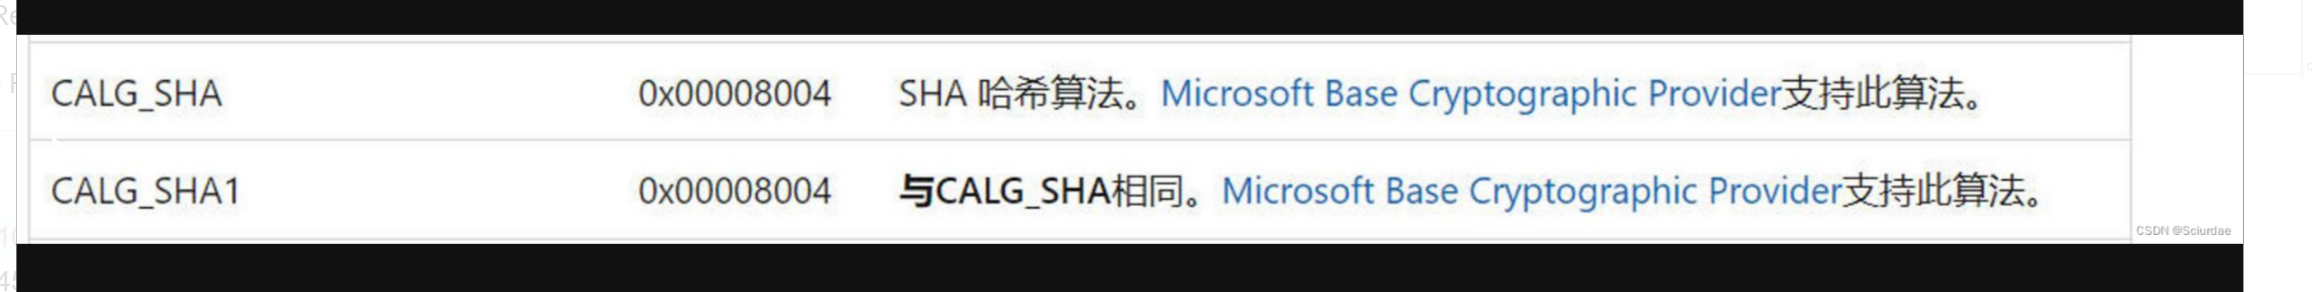 CALG_SHA 0x00008004 SHA 哈希算法。Microsoft Base Cryptographic Provider支持此算法。
CALG_SHA1 0x00008004 与CALG_SHA相同。Microsoft Base Cryptographic Provider支持此算法。
CSDN @Sciurdae